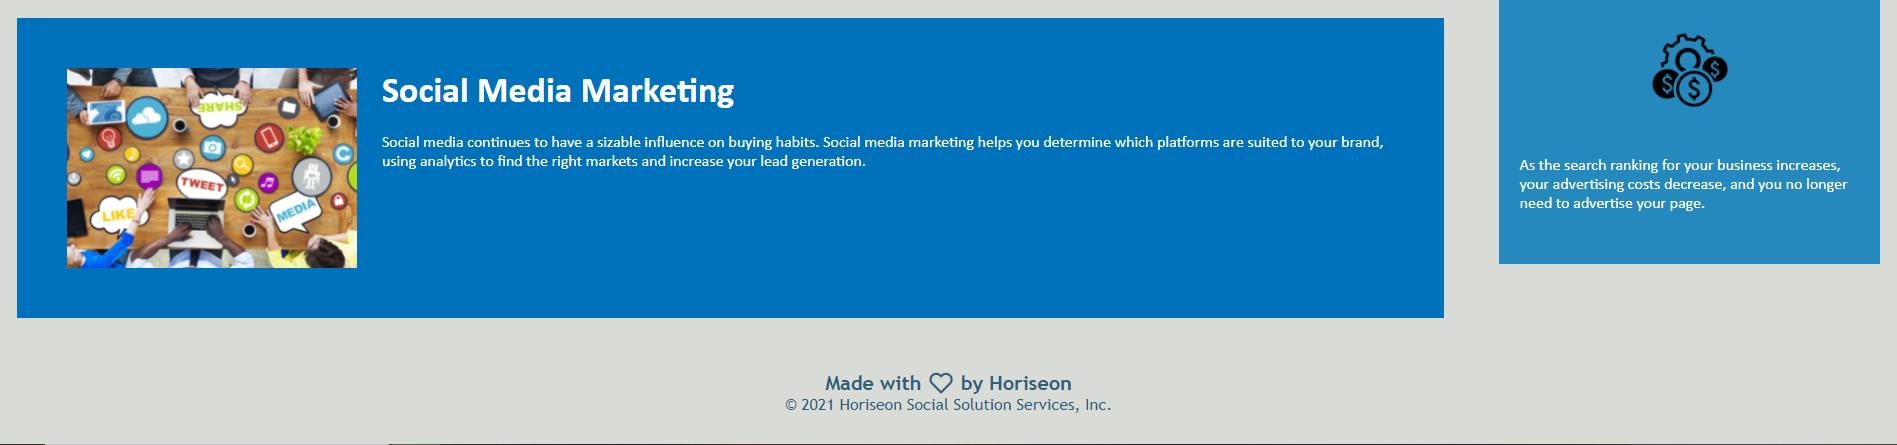 Social Media Marketing
Social media continues to have a sizable influence on buying habits. Social media marketing helps you determine which platforms are suited to your brand,
using analytics to find the right markets and increase your lead generation.
SHARE
TWEET
LIKE
MEDIA
$ $ $
As the search ranking for your business increases,
your advertising costs decrease, and you no longer
need to advertise your page.
Made with by Horiseon
© 2021 Horiseon Social Solution Services, Inc.